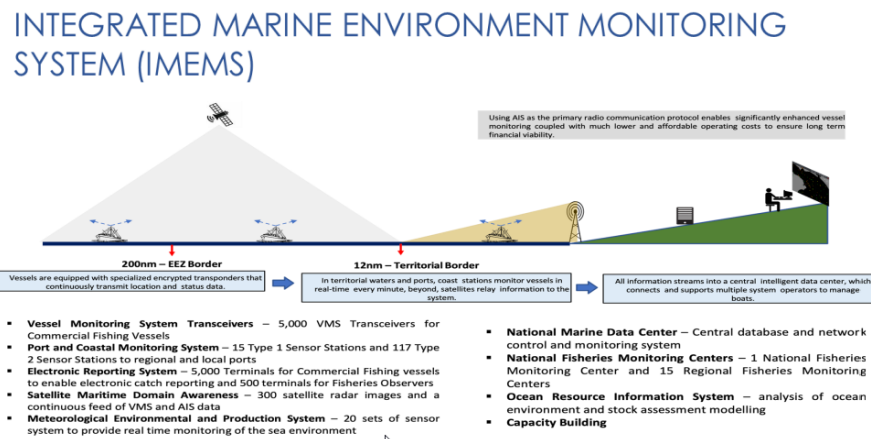 INTEGRATED MARINE ENVIRONMENT MONITORING
SYSTEM (IMEMS)
Using AIS as the primary radio communication protocol enables significantly enhanced vessel
monitoring coupled with much lower and affordable operating costs to ensure long term
financial viability.
200nm – EEZ Border
12nm – Territorial Border
Vessels are equipped with specialized encrypted transponders that
continuously transmit location and status data.
In territorial waters and ports, coast stations monitor vessels in
real-time every minute, beyond, satellites relay information to the
system.
All information streams into a central intelligent data center, which
connects and supports multiple system operators to manage
boats.
▪ Vessel Monitoring System Transceivers – 5,000 VMS Transceivers for
Commercial Fishing Vessels
▪ Port and Coastal Monitoring System – 15 Type 1 Sensor Stations and 117 Type
2 Sensor Stations to regional and local ports
▪ Electronic Reporting System – 5,000 Terminals for Commercial Fishing vessels
to enable electronic catch reporting and 500 terminals for Fisheries Observers
▪ Satellite Maritime Domain Awareness – 300 satellite radar images and a
continuous feed of VMS and AIS data
▪ Meteorological Environmental and Production System – 20 sets of sensor
system to provide real time monitoring of the sea environment
▪ National Marine Data Center – Central database and network
control and monitoring system
▪ National Fisheries Monitoring Centers – 1 National Fisheries
Monitoring Center and 15 Regional Fisheries Monitoring
Centers
▪ Ocean Resource Information System – analysis of ocean
environment and stock assessment modelling
▪ Capacity Building